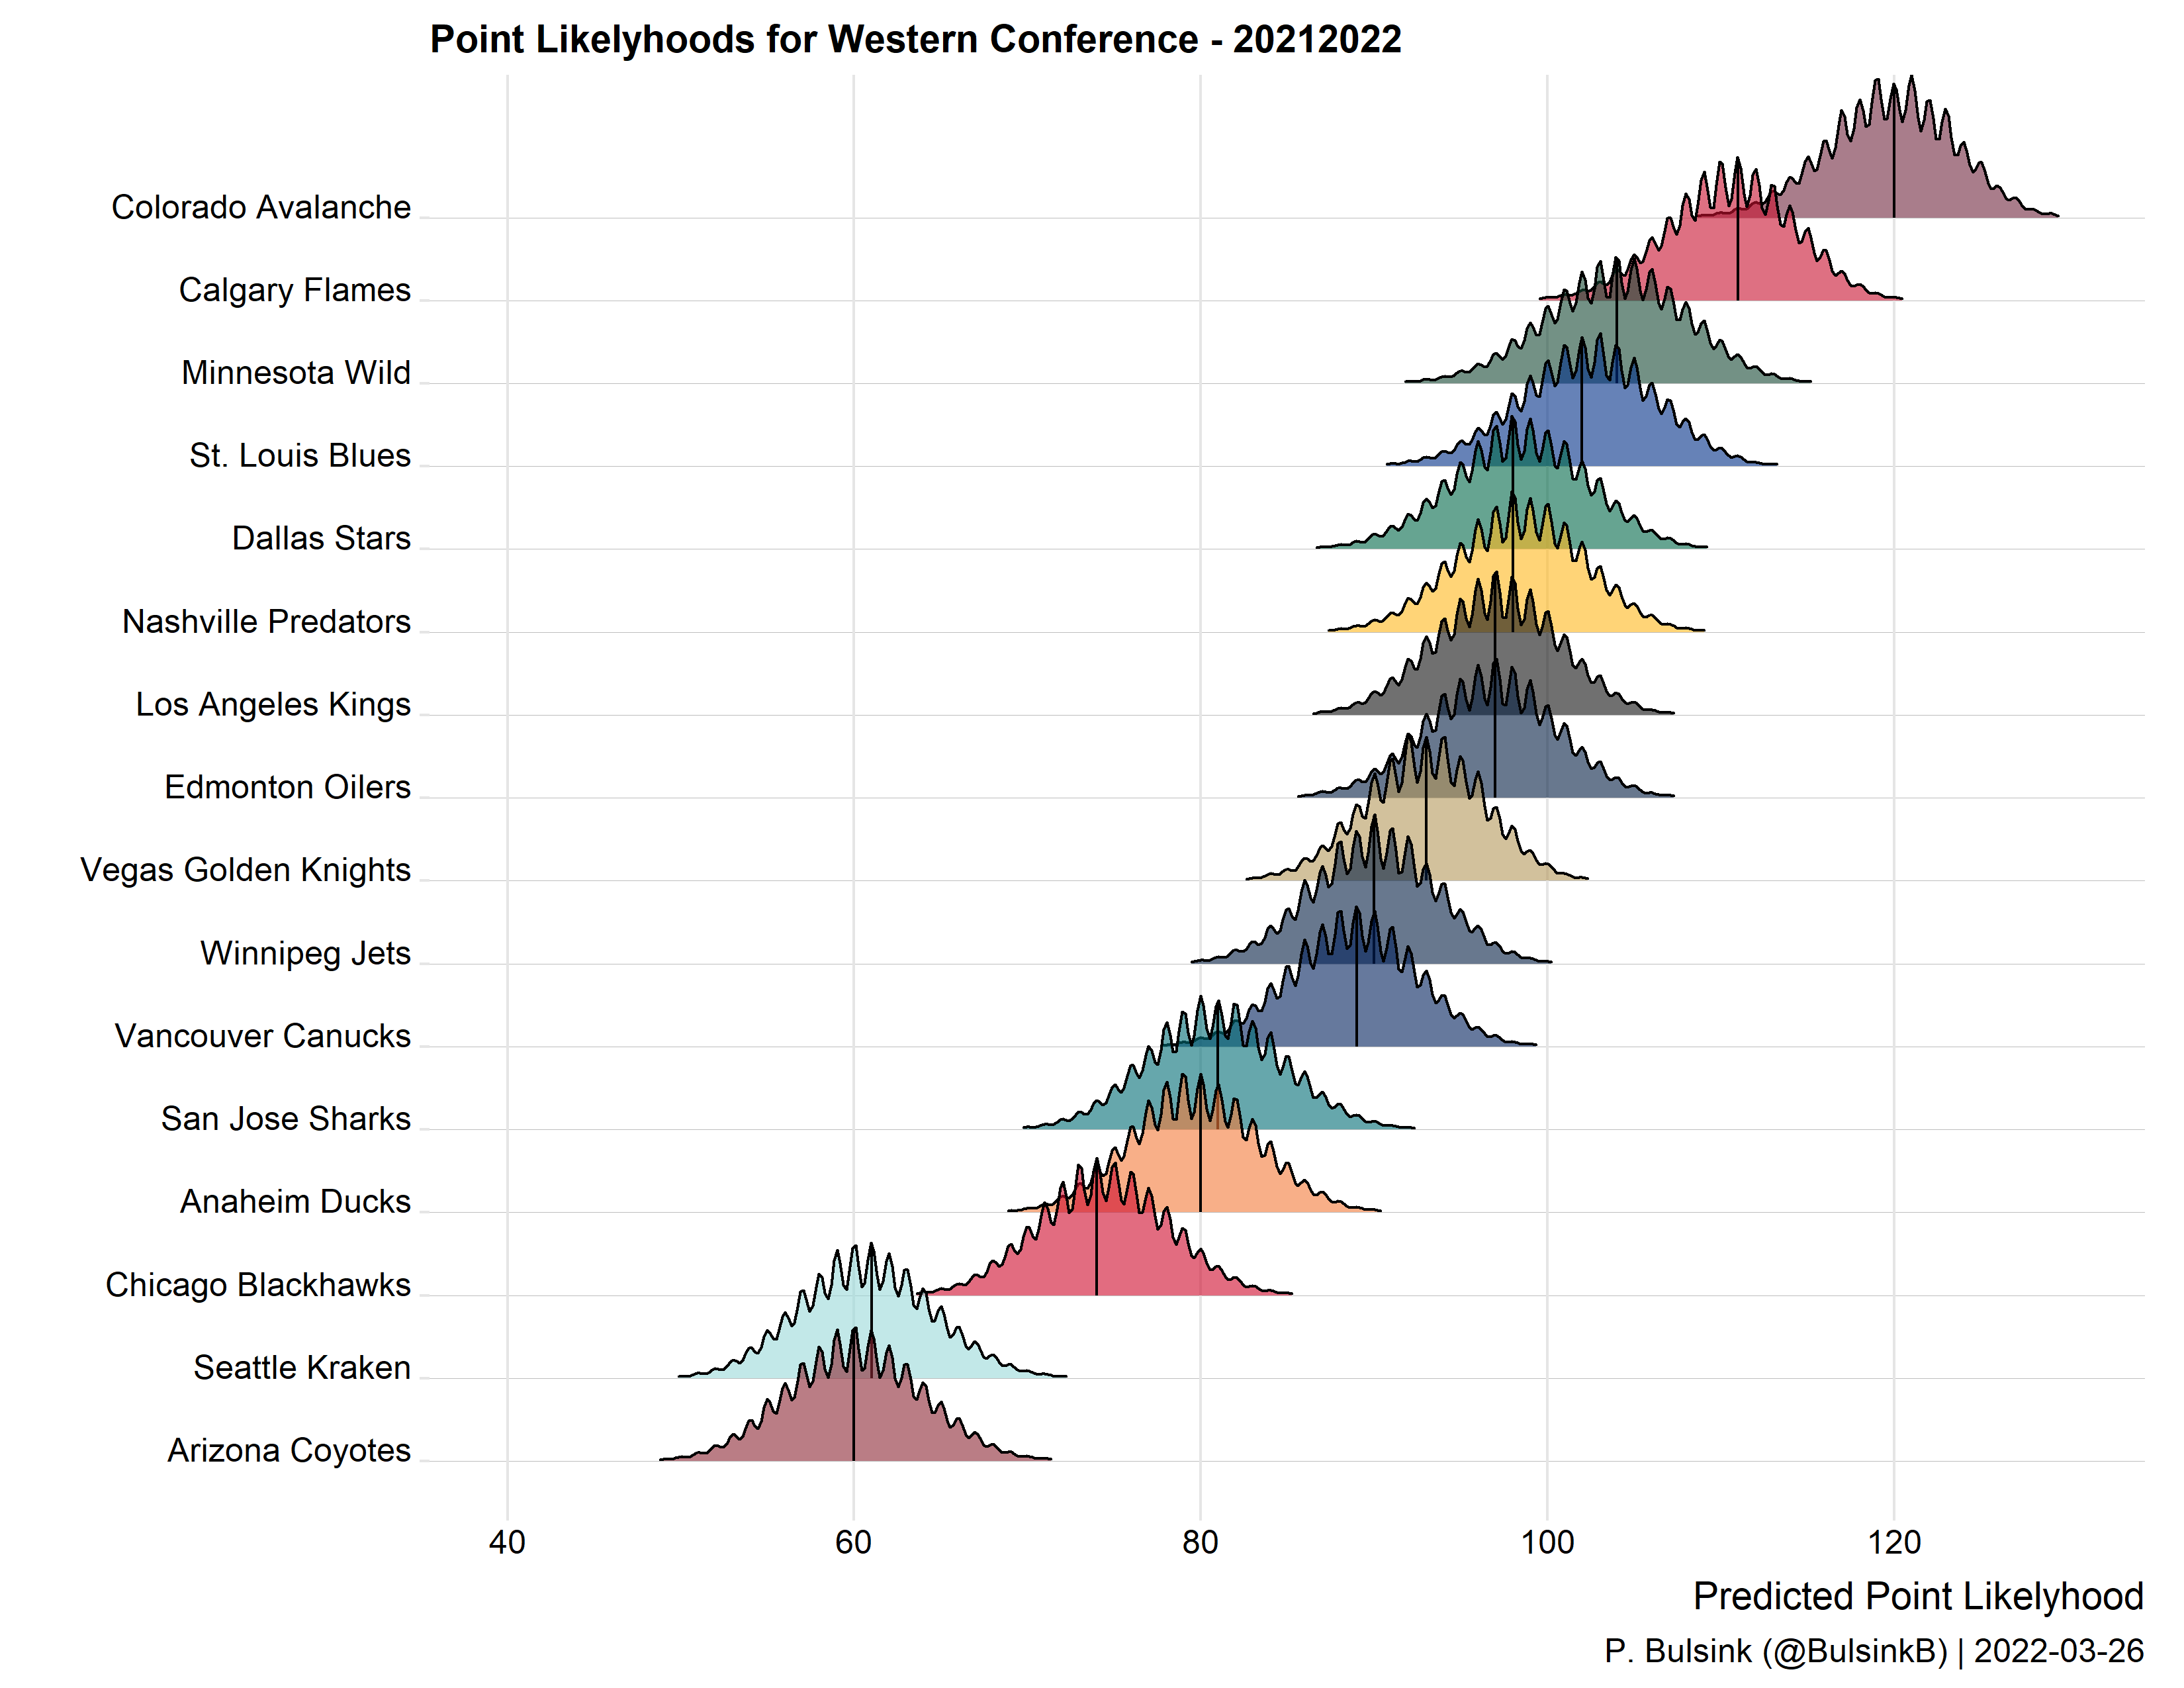 Point Likelyhoods for Western Conference - 20212022
Colorado Avalanche
Calgary Flames
Minnesota Wild
St. Louis Blues
Dallas Stars
Nashville Predators
Los Angeles Kings
Edmonton Oilers
Vegas Golden Knights
Winnipeg Jets
Vancouver Canucks
San Jose Sharks
Anaheim Ducks
Chicago Blackhawks
Seattle Kraken
Arizona Coyotes
40 60 80 100 120
Predicted Point Likelyhood
P. Bulsink (@BulsinkB) | 2022-03-26